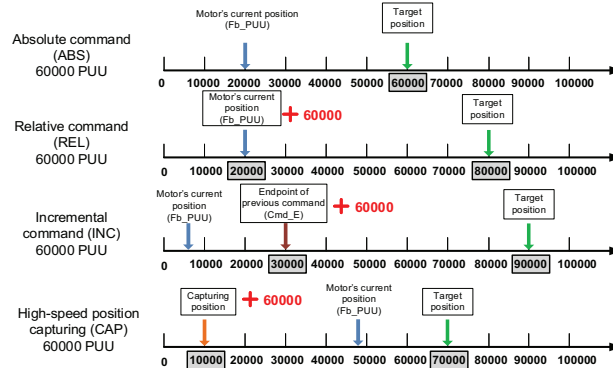 Absolute command
(ABS)
60000 PUU
Motor's current position
(Fb_PUU)
Target
position
0 10000 20000 30000 40000 50000 60000 70000 80000 90000 100000
Relative command
(REL)
60000 PUU
Motor's current
position
(Fb_PUU)
+ 60000
Target
position
0 10000 20000 30000 40000 50000 60000 70000 80000 90000 100000
Incremental
command (INC)
60000 PUU
Motor's current
position
(Fb_PUU)
Endpoint of
previous command
(Cmd_E)
+ 60000
Target
position
0 10000 20000 30000 40000 50000 60000 70000 80000 90000 100000
High-speed position
capturing (CAP)
60000 PUU
Capturing
position
+ 60000
Motor's current
position
(Fb_PUU)
Target
position
0 10000 20000 30000 40000 50000 60000 70000 80000 90000 100000